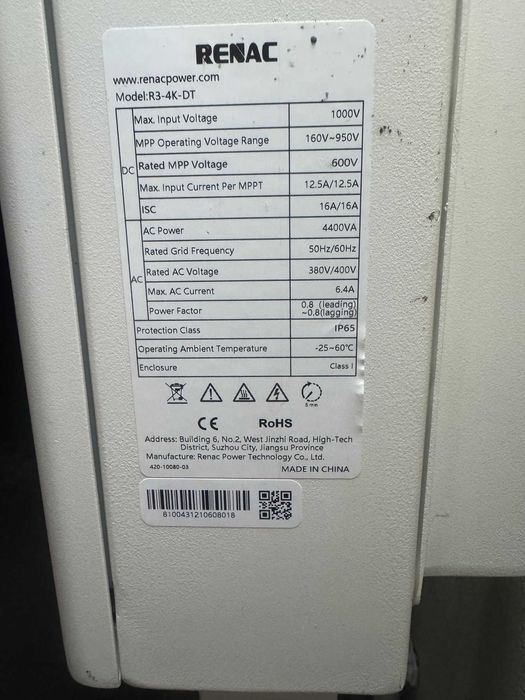 RENAC
www.renacpower.com
Model:R3-4K-DT
DC
Max. Input Voltage 1000V
MPP Operating Voltage Range 160V~950V
Rated MPP Voltage 600V
Max. Input Current Per MPPT 12.5A/12.5A
ISC 16A/16A
AC
AC Power 4400VA
Rated Grid Frequency 50Hz/60Hz
Rated AC Voltage 380V/400V
Max. AC Current 6.4A
Power Factor 0.8 (leading)
~0.8(lagging)
Protection Class IP65
Operating Ambient Temperature -25~60℃
Enclosure Class I
5 min
CE RoHS
Address: Building 6, No.2, West Jinzhi Road, High-Tech
District, Suzhou City, Jiangsu Province
Manufacture: Renac Power Technology Co., Ltd.
420-10080-03 MADE IN CHINA
8100431210608018